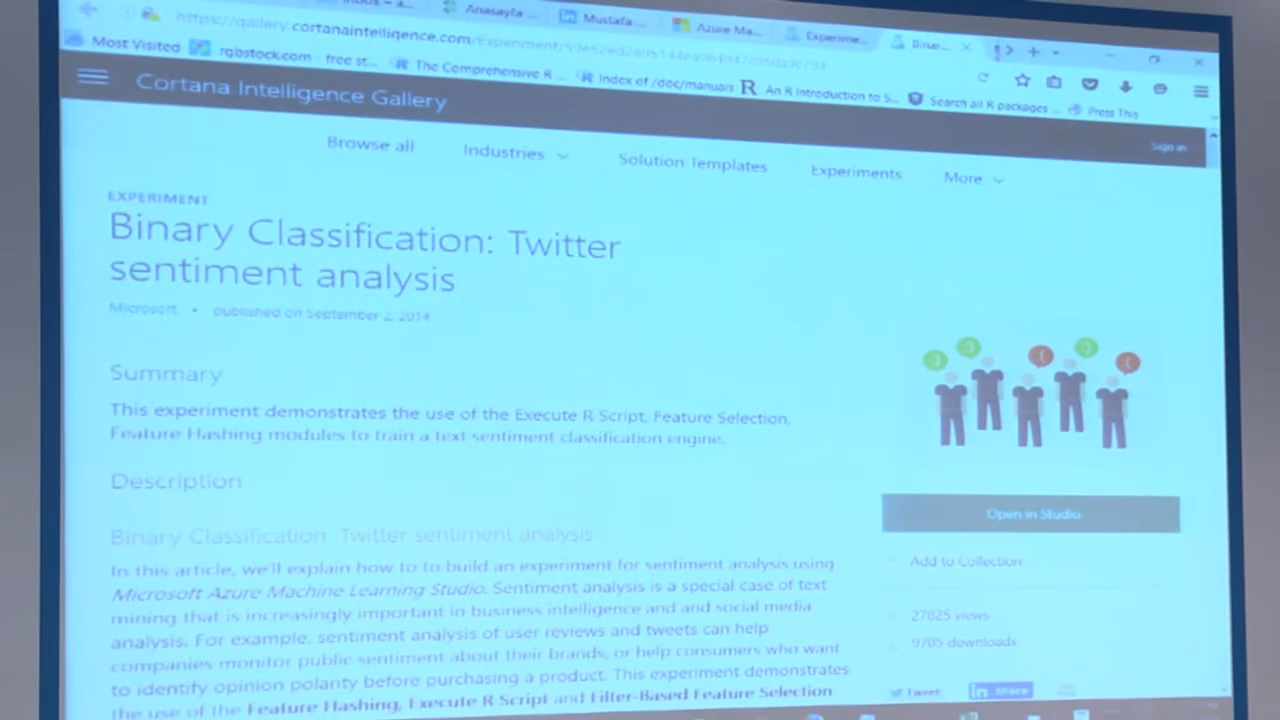 Anasayfa ...
Mustafa ...
Azure Ma...
Experime...
Binar...
https://gallery.cortanaintelligence.com/Experiment/
Most Visited
rgbstock.com - free st...
The Comprehensive R ...
Index of /doc/manuals
An R Introduction to S...
Search all R packages ...
Press This
Cortana Intelligence Gallery
Sign in
Browse all
Industries
Solution Templates
Experiments
More
EXPERIMENT
Binary Classification: Twitter
sentiment analysis
Microsoft • published on September 2, 2014
Summary
This experiment demonstrates the use of the Execute R Script, Feature Selection,
Feature Hashing modules to train a text sentiment classification engine.
Description
Binary Classification: Twitter sentiment analysis
In this article, we'll explain how to to build an experiment for sentiment analysis using
Microsoft Azure Machine Learning Studio. Sentiment analysis is a special case of text
mining that is increasingly important in business intelligence and and social media
analysis. For example, sentiment analysis of user reviews and tweets can help
companies monitor public sentiment about their brands, or help consumers who want
to identify opinion polarity before purchasing a product. This experiment demonstrates
the use of the Feature Hashing, Execute R Script and Filter-Based Feature Selection
Open in Studio
Add to Collection
27825 views
9705 downloads
Tweet
in Share